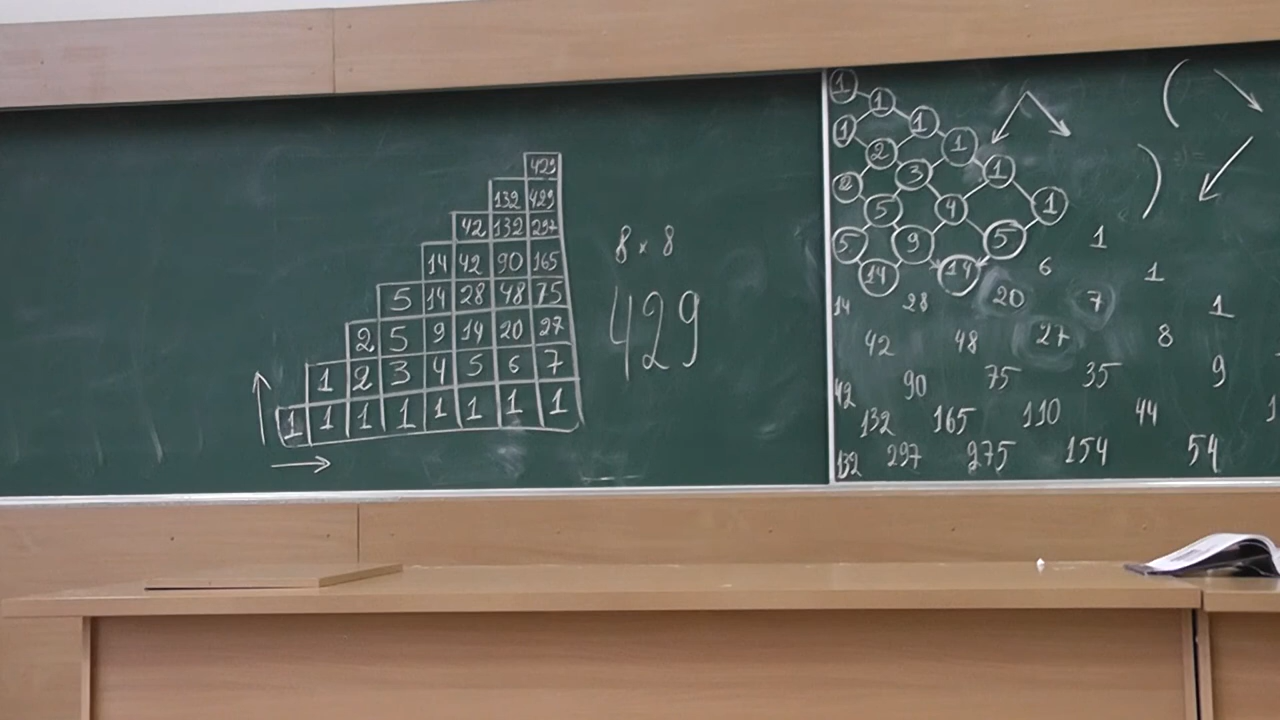 429
132 429
42 132 297
14 42 90 165
5 14 28 48 75
2 5 9 14 20 27
1 2 3 4 5 6 7
1 1 1 1 1 1 1 1
8 × 8
429
1
1
1
1
1
2
3
1
2
5
4
1
5
9
5
1
14
14
6
1
14 28 20 7 1
42 48 27 8
42 90 75 35 9
132 165 110 44 1
132 297 275 154 54
( )